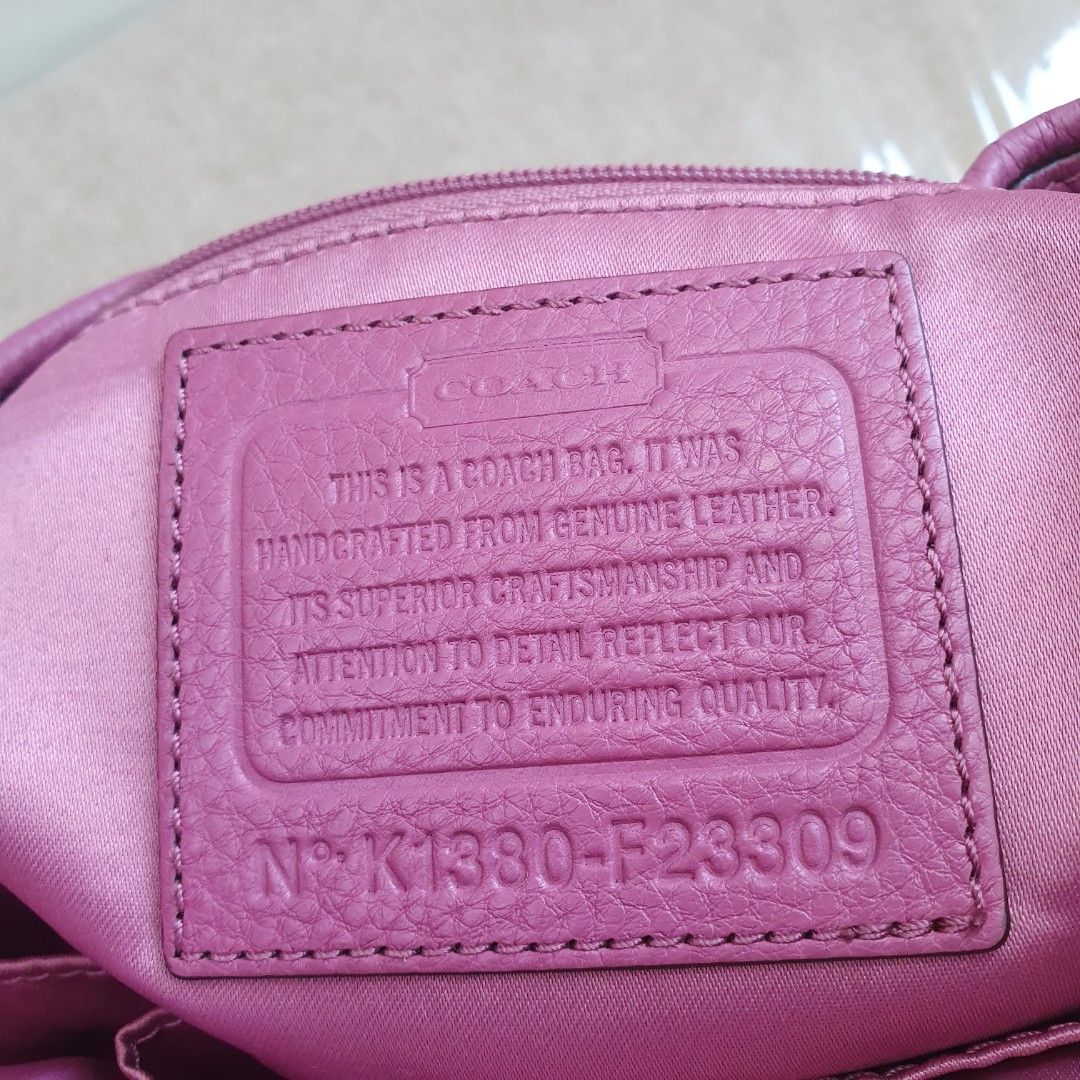 COACH
THIS IS A COACH BAG. IT WAS
HANDCRAFTED FROM GENUINE LEATHER.
ITS SUPERIOR CRAFTSMANSHIP AND
ATTENTION TO DETAIL REFLECT OUR
COMMITMENT TO ENDURING QUALITY.
Nº. K1380-F23309